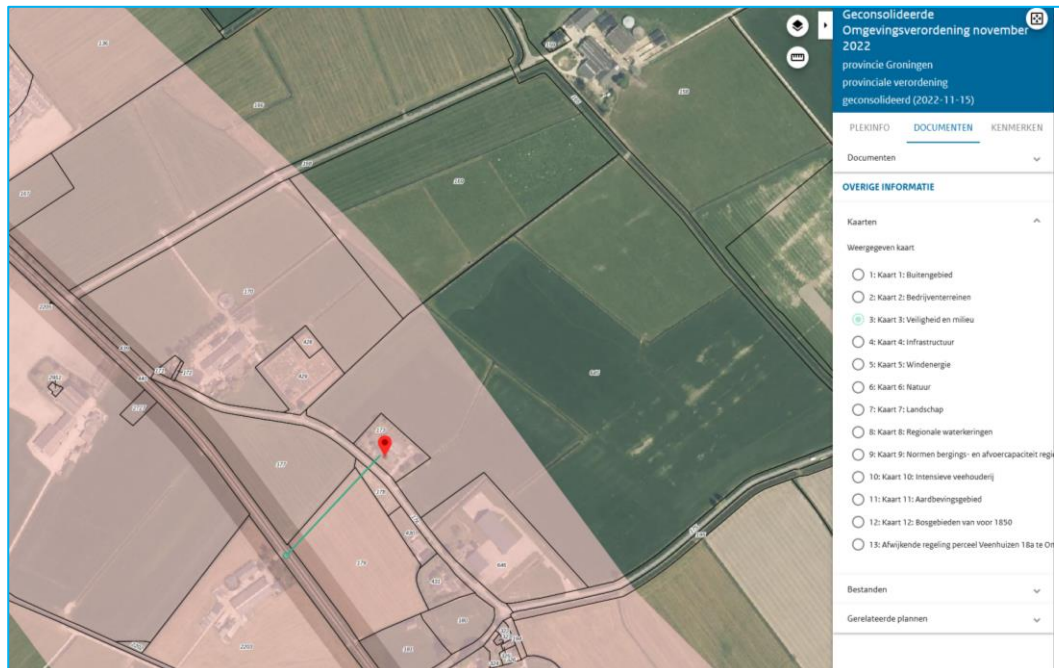 Geconsolideerde
Omgevingsverordening november
2022
provincie Groningen
provinciale verordening
geconsolideerd (2022-11-15)
PLEKINFO DOCUMENTEN KENMERKEN
Documenten
OVERIGE INFORMATIE
Kaarten
Weergegeven kaart
1: Kaart 1: Buitengebied
2: Kaart 2: Bedrijventerreinen
3: Kaart 3: Veiligheid en milieu
4: Kaart 4: Infrastructuur
5: Kaart 5: Windenergie
6: Kaart 6: Natuur
7: Kaart 7: Landschap
8: Kaart 8: Regionale waterkeringen
9: Kaart 9: Normen bergings- en afvoercapaciteit regi
10: Kaart 10: Intensieve veehouderij
11: Kaart 11: Aardbevingsgebied
12: Kaart 12: Bosgebieden van voor 1850
13: Afwijkende regeling perceel Veenhuizen 18a te On
Bestanden
Gerelateerde plannen